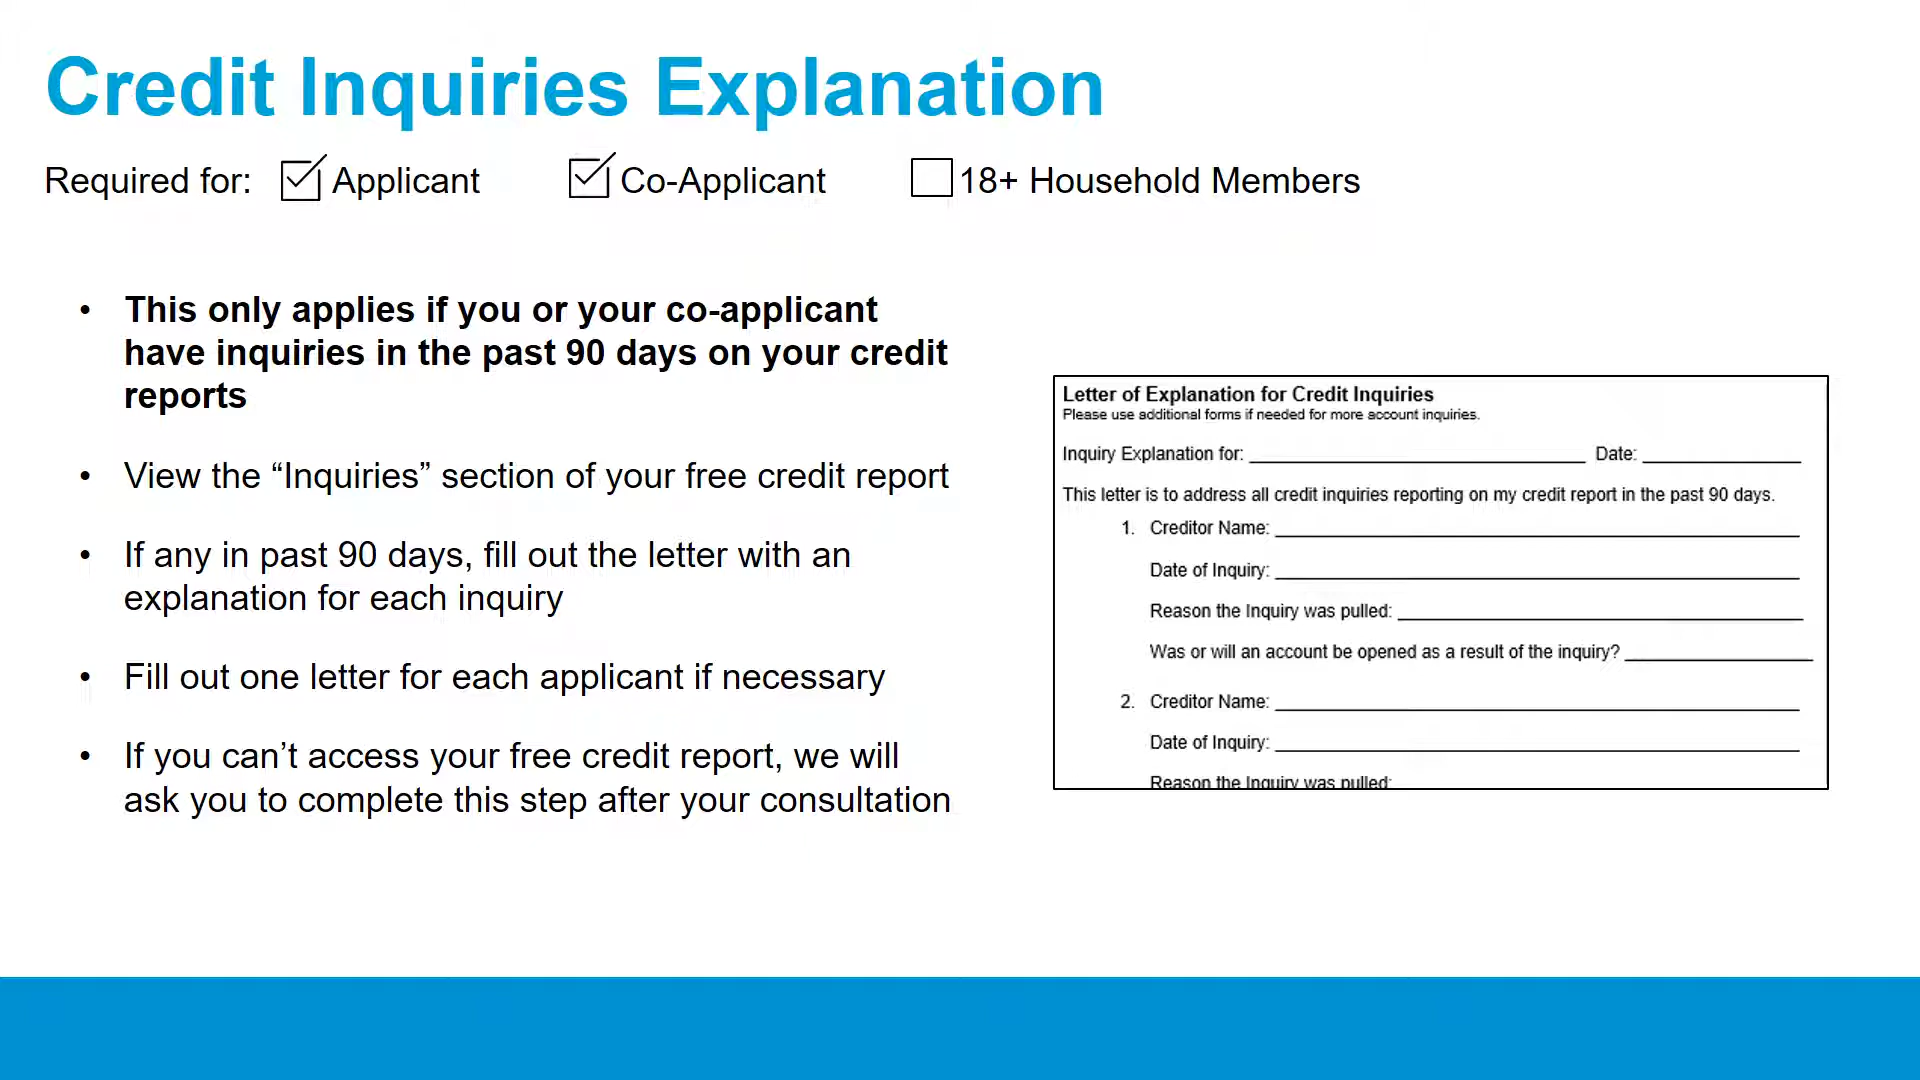 Credit Inquiries Explanation
Required for: Applicant Co-Applicant 18+ Household Members
• This only applies if you or your co-applicant
have inquiries in the past 90 days on your credit
reports
• View the “Inquiries” section of your free credit report
• If any in past 90 days, fill out the letter with an
explanation for each inquiry
• Fill out one letter for each applicant if necessary
• If you can’t access your free credit report, we will
ask you to complete this step after your consultation
Letter of Explanation for Credit Inquiries
Please use additional forms if needed for more account inquiries.
Inquiry Explanation for: Date:
This letter is to address all credit inquiries reporting on my credit report in the past 90 days.
1. Creditor Name:
Date of Inquiry:
Reason the Inquiry was pulled:
Was or will an account be opened as a result of the inquiry?
2. Creditor Name:
Date of Inquiry:
Reason the Inquiry was pulled: